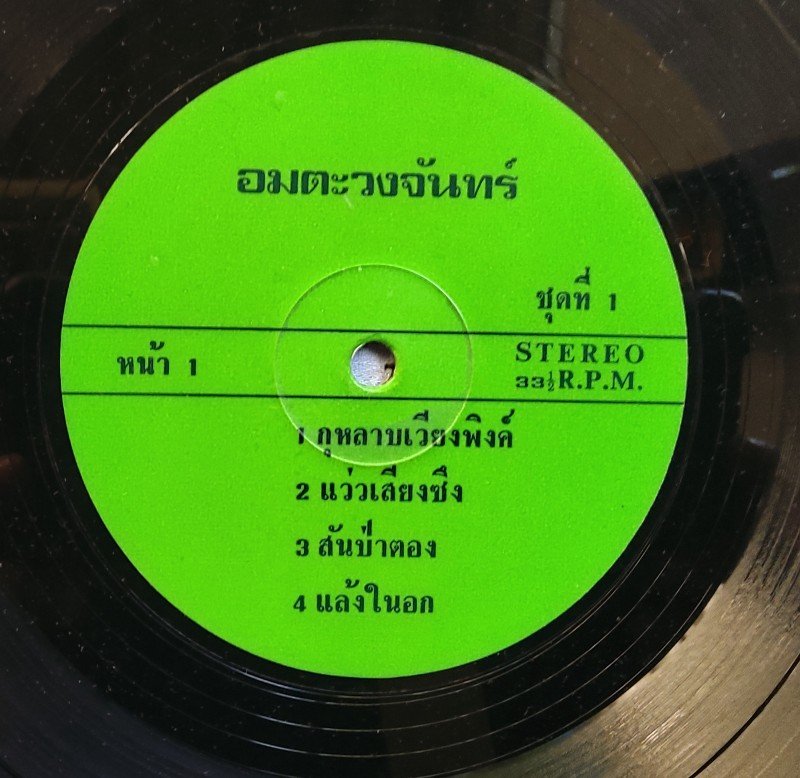 อมตะวงจันทร์
ชุดที่ 1
หน้า 1
STEREO
33½R.P.M.
1 กุหลาบเวียงพิงค์
2 แว่วเสียงซึง
3 สันป่าตอง
4 แล้งในอก